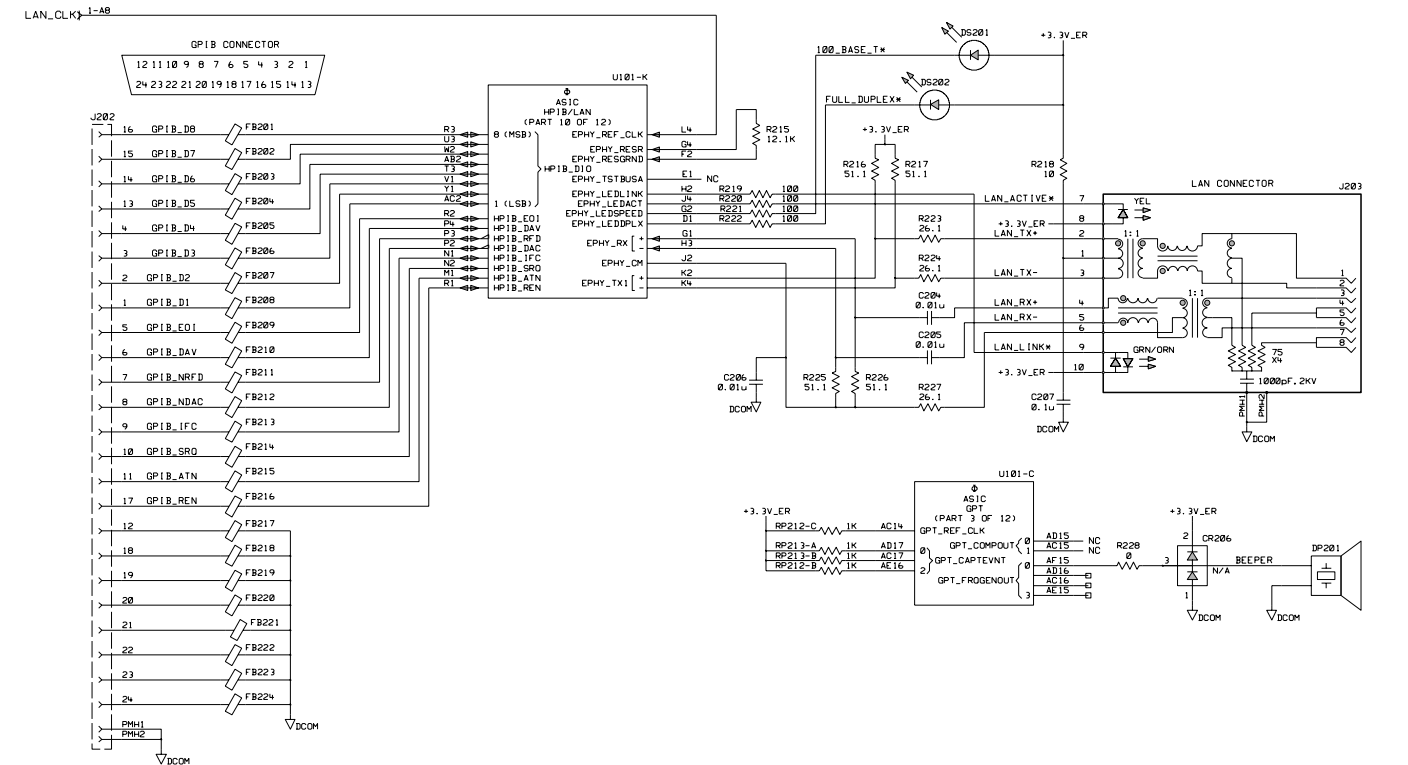 LAN_CLK 1-A8
GPIB CONNECTOR
12 11 10 9 8 7 6 5 4 3 2 1
24 23 22 21 20 19 18 17 16 15 14 13
J202
16 GPIB_D8 FB201
15 GPIB_D7 FB202
14 GPIB_D6 FB203
13 GPIB_D5 FB204
4 GPIB_D4 FB205
3 GPIB_D3 FB206
2 GPIB_D2 FB207
1 GPIB_D1 FB208
5 GPIB_EOI FB209
6 GPIB_DAV FB210
7 GPIB_NRFD FB211
8 GPIB_NDAC FB212
9 GPIB_IFC FB213
10 GPIB_SRQ FB214
11 GPIB_ATN FB215
17 GPIB_REN FB216
12 FB217
18 FB218
19 FB219
20 FB220
21 FB221
22 FB222
23 FB223
24 FB224
DCOM
PMH1
PMH2
DCOM
U101-K
Φ
ASIC
HPIB/LAN
(PART 10 OF 12)
R3 8 (MSB)
U3
W2
AB2
T3
V1
Y1
AC2 1 (LSB)
HPIB_DIO
R2 HPIB_EOI
P4 HPIB_DAV
P3 HPIB_RFD
P2 HPIB_DAC
N1 HPIB_IFC
N2 HPIB_SRQ
M1 HPIB_ATN
R1 HPIB_REN
EPHY_REF_CLK L4
EPHY_RESR G4
EPHY_RESGRND F2
EPHY_TSTBUSA E1 NC
EPHY_LEDLINK H2 R219 100
EPHY_LEDACT J4 R220 100
EPHY_LEDSPEED G2 R221 100
EPHY_LEDDPLX D1 R222 100
EPHY_RX + G1
- H3
EPHY_CM J2
EPHY_TX1 + K2
- K4
R215
12.1K
100_BASE_T*
DS201
FULL_DUPLEX*
DS202
+3.3V_ER
+3.3V_ER
R216
51.1
R217
51.1
R218
10
R223
26.1
R224
26.1
C204
0.01u
C205
0.01u
C206
0.01u
DCOM
R225
51.1
R226
51.1
R227
26.1
C207
0.1u
DCOM
LAN CONNECTOR
J203
LAN_ACTIVE* 7 YEL
+3.3V_ER 8
LAN_TX+ 2 1:1
1
LAN_TX- 3
LAN_RX+ 4 1:1
LAN_RX- 5
6
LAN_LINK* 9 GRN/ORN
+3.3V_ER 10
1
2
3
4
5
6
7
8
75
X4
1000pF,2KV
PMH1
PMH2
DCOM
U101-C
Φ
ASIC
GPT
(PART 3 OF 12)
+3.3V_ER
RP212-C 1K AC14 GPT_REF_CLK
RP213-A 1K AD17 0
RP213-B 1K AC17 GPT_CAPTEVNT
RP212-B 1K AE16 2
GPT_COMPOUT 0 AD15 NC
1 AC15 NC
GPT_FROGENOUT 0 AF15
AD16
AC16
3 AE15
R228
0
+3.3V_ER
2
CR206
3
N/A
1
DCOM
BEEPER
DP201
DCOM